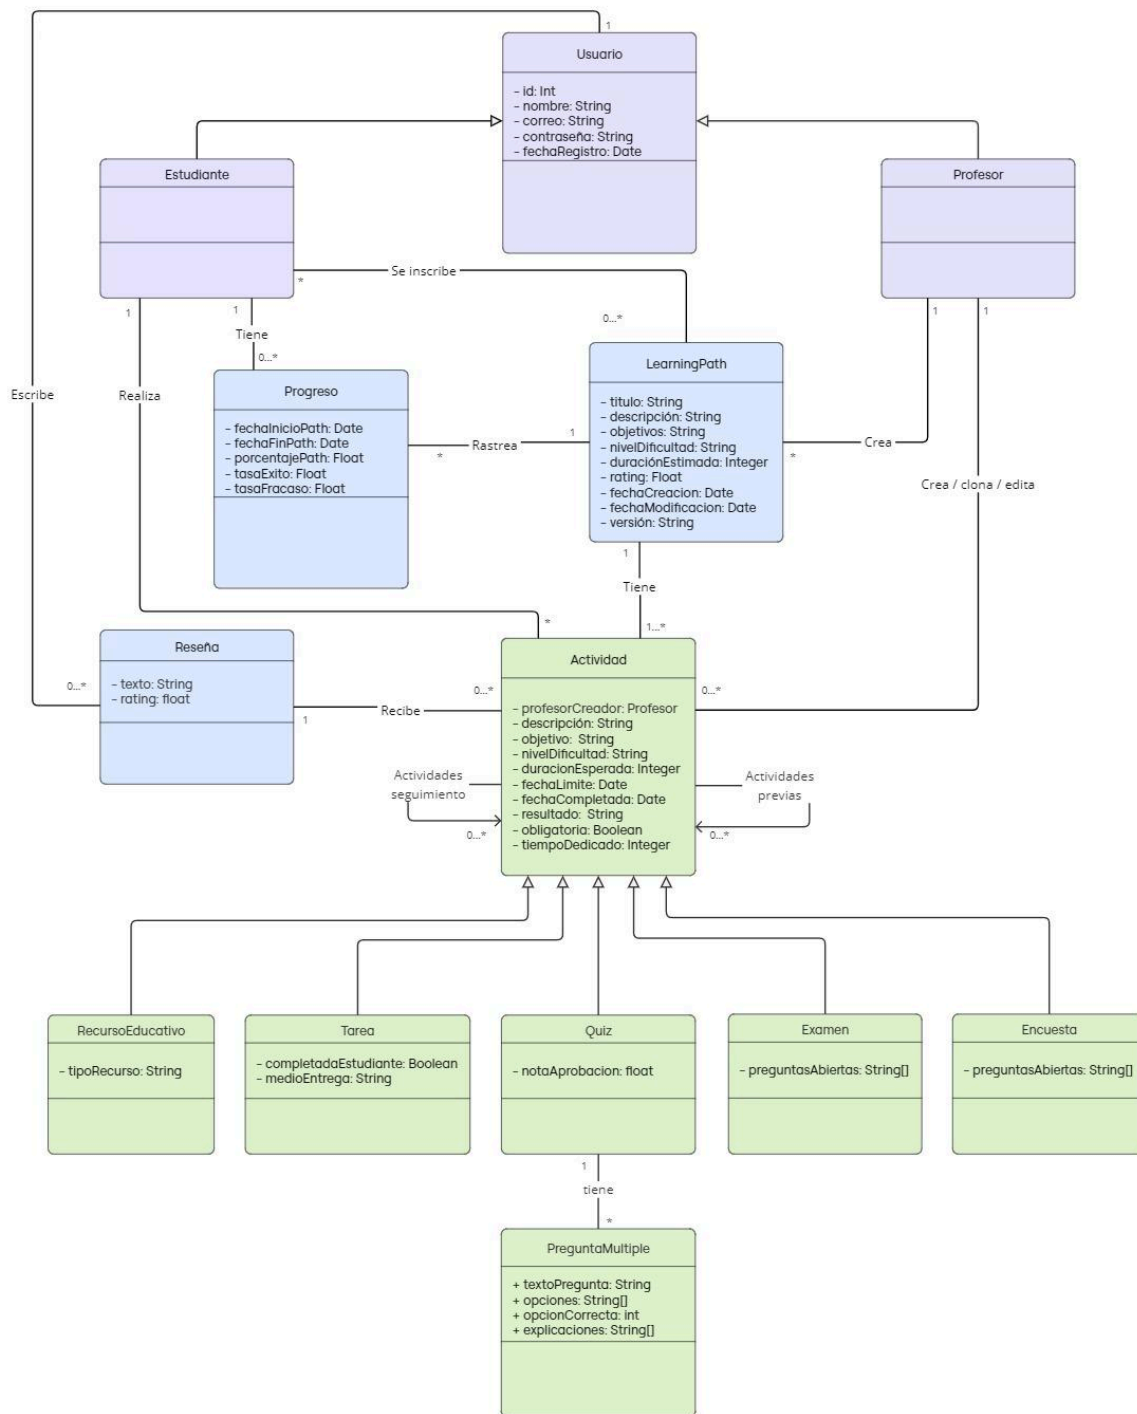 1
Usuario
– id: Int
– nombre: String
– correo: String
– contraseña: String
– fechaRegistro: Date
Estudiante
Profesor
Se inscribe
*
0...*
1
1
Tiene
0...*
1
1
Escribe
Realiza
Progreso
– fechaInicioPath: Date
– fechaFinPath: Date
– porcentajePath: Float
– tasaExito: Float
– tasaFracaso: Float
*
Rastrea
1
LearningPath
– titulo: String
– descripción: String
– objetivos: String
– nivelDificultad: String
– duraciónEstimada: Integer
– rating: Float
– fechaCreacion: Date
– fechaModificacion: Date
– versión: String
*
Crea
Crea / clona / edita
1
Tiene
1...*
*
Reseña
– texto: String
– rating: float
0...*
1
Recibe
0...*
Actividad
– profesorCreador: Profesor
– descripción: String
– objetivo: String
– nivelDificultad: String
– duracionEsperada: Integer
– fechaLimite: Date
– fechaCompletada: Date
– resultado: String
– obligatoria: Boolean
– tiempoDedicado: Integer
0...*
Actividades
seguimiento
0...*
Actividades
previas
0...*
RecursoEducativo
– tipoRecurso: String
Tarea
– completadaEstudiante: Boolean
– medioEntrega: String
Quiz
– notaAprobacion: float
Examen
– preguntasAbiertas: String[]
Encuesta
– preguntasAbiertas: String[]
1
tiene
*
PreguntaMultiple
+ textoPregunta: String
+ opciones: String[]
+ opcionCorrecta: int
+ explicaciones: String[]